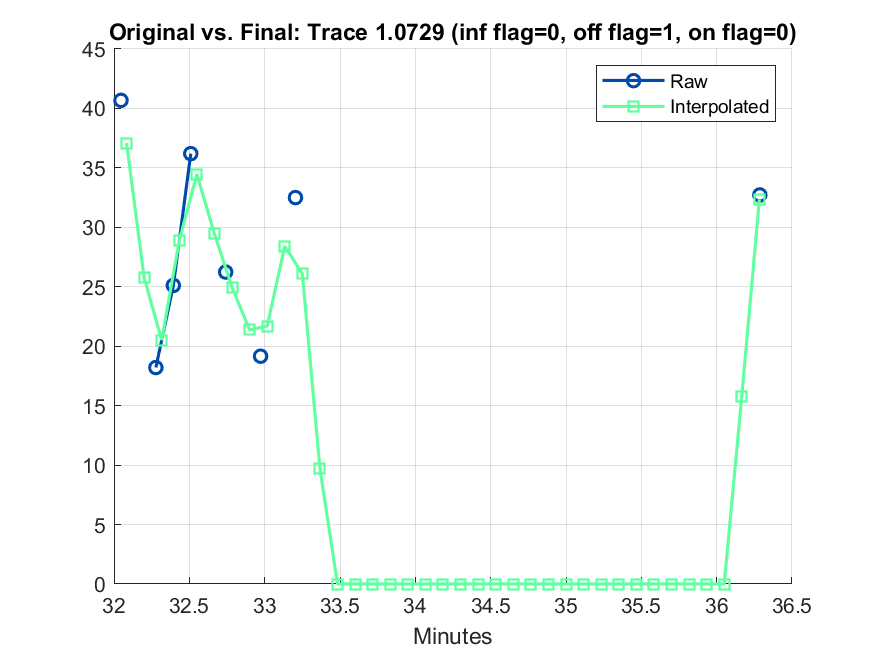 Original vs. Final: Trace 1.0729 (inf flag=0, off flag=1, on flag=0)
45
40
35
30
25
20
15
10
5
0
Raw
Interpolated
32 32.5 33 33.5 34 34.5 35 35.5 36 36.5
Minutes